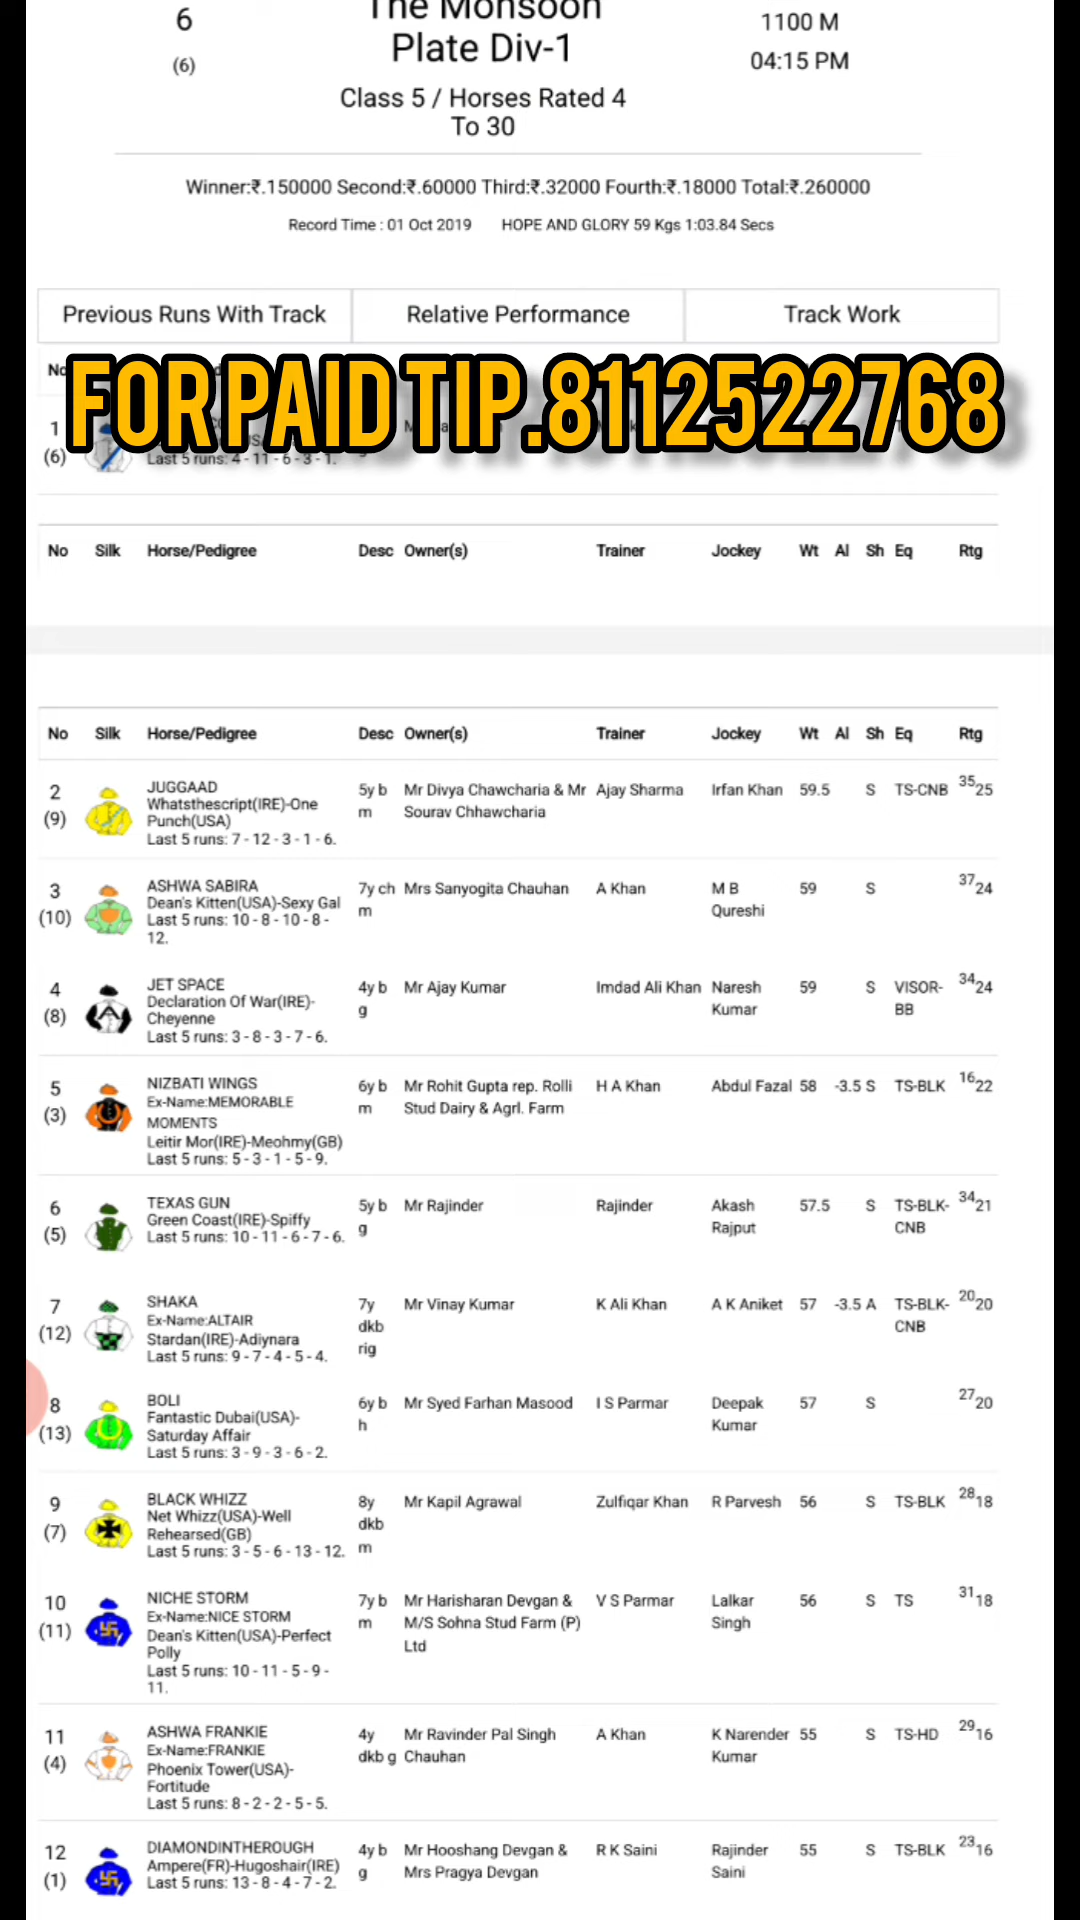 6 The Monsoon 1100 M
(6) Plate Div-1 04:15 PM
Class 5 / Horses Rated 4
To 30
Winner:₹.150000 Second:₹.60000 Third:₹.32000 Fourth:₹.18000 Total:₹.260000
Record Time : 01 Oct 2019 HOPE AND GLORY 59 Kgs 1:03.84 Secs
Previous Runs With Track Relative Performance Track Work
No
FOR PAID TIP.8112522768
1
(6) Last 5 runs: 4 - 11 - 6 - 3 - 1.
No Silk Horse/Pedigree Desc Owner(s) Trainer Jockey Wt Al Sh Eq Rtg
No Silk Horse/Pedigree Desc Owner(s) Trainer Jockey Wt Al Sh Eq Rtg
2 JUGGAAD 5y b Mr Divya Chawcharia & Mr Ajay Sharma Irfan Khan 59.5 S TS-CNB 35 25
(9) Whatsthescript(IRE)-One m Sourav Chhawcharia
Punch(USA)
Last 5 runs: 7 - 12 - 3 - 1 - 6.
3 ASHWA SABIRA 7y ch Mrs Sanyogita Chauhan A Khan M B 59 S 37 24
(10) Dean's Kitten(USA)-Sexy Gal m Qureshi
Last 5 runs: 10 - 8 - 10 - 8 -
12.
4 JET SPACE 4y b Mr Ajay Kumar Imdad Ali Khan Naresh 59 S VISOR- 34 24
(8) Declaration Of War(IRE)- g Kumar BB
Cheyenne
Last 5 runs: 3 - 8 - 3 - 7 - 6.
5 NIZBATI WINGS 6y b Mr Rohit Gupta rep. Rolli H A Khan Abdul Fazal 58 -3.5 S TS-BLK 16 22
(3) Ex-Name:MEMORABLE m Stud Dairy & Agrl. Farm
MOMENTS
Leitir Mor(IRE)-Meohmy(GB)
Last 5 runs: 5 - 3 - 1 - 5 - 9.
6 TEXAS GUN 5y b Mr Rajinder Rajinder Akash 57.5 S TS-BLK- 34 21
(5) Green Coast(IRE)-Spiffy g Rajput CNB
Last 5 runs: 10 - 11 - 6 - 7 - 6.
7 SHAKA 7y Mr Vinay Kumar K Ali Khan A K Aniket 57 -3.5 A TS-BLK- 20 20
(12) Ex-Name:ALTAIR dkb CNB
Stardan(IRE)-Adiynara rig
Last 5 runs: 9 - 7 - 4 - 5 - 4.
8 BOLI 6y b Mr Syed Farhan Masood I S Parmar Deepak 57 S 27 20
(13) Fantastic Dubai(USA)- h Kumar
Saturday Affair
Last 5 runs: 3 - 9 - 3 - 6 - 2.
9 BLACK WHIZZ 8y Mr Kapil Agrawal Zulfiqar Khan R Parvesh 56 S TS-BLK 28 18
(7) Net Whizz(USA)-Well dkb
Rehearsed(GB) m
Last 5 runs: 3 - 5 - 6 - 13 - 12.
10 NICHE STORM 7y b Mr Harisharan Devgan & V S Parmar Lalkar 56 S TS 31 18
(11) Ex-Name:NICE STORM m M/S Sohna Stud Farm (P) Singh
Dean's Kitten(USA)-Perfect Ltd
Polly
Last 5 runs: 10 - 11 - 5 - 9 -
11.
11 ASHWA FRANKIE 4y Mr Ravinder Pal Singh A Khan K Narender 55 S TS-HD 29 16
(4) Ex-Name:FRANKIE dkb g Chauhan Kumar
Phoenix Tower(USA)-
Fortitude
Last 5 runs: 8 - 2 - 2 - 5 - 5.
12 DIAMONDINTHEROUGH 4y b Mr Hooshang Devgan & R K Saini Rajinder 55 S TS-BLK 23 16
(1) Ampere(FR)-Hugoshair(IRE) g Mrs Pragya Devgan Saini
Last 5 runs: 13 - 8 - 4 - 7 - 2.